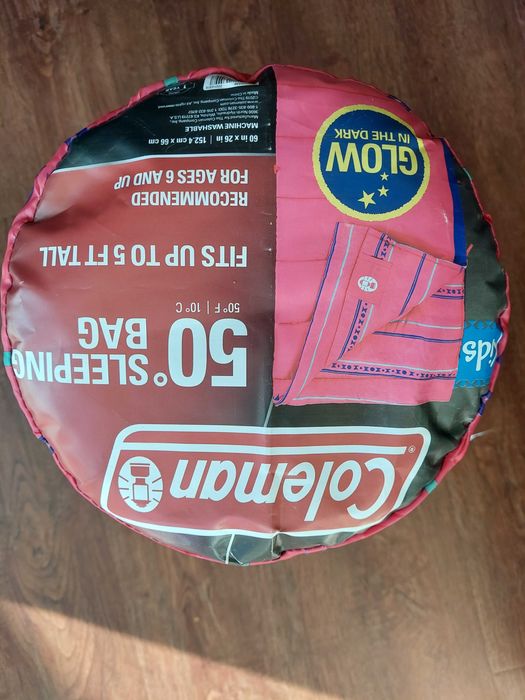 Coleman®
50° SLEEPING
BAG
50° F | 10° C
FITS UP TO 5 FT TALL
RECOMMENDED
FOR AGES 6 AND UP
60 in x 26 in | 152.4 cm x 66 cm
MACHINE WASHABLE
kids
GLOW
IN THE DARK